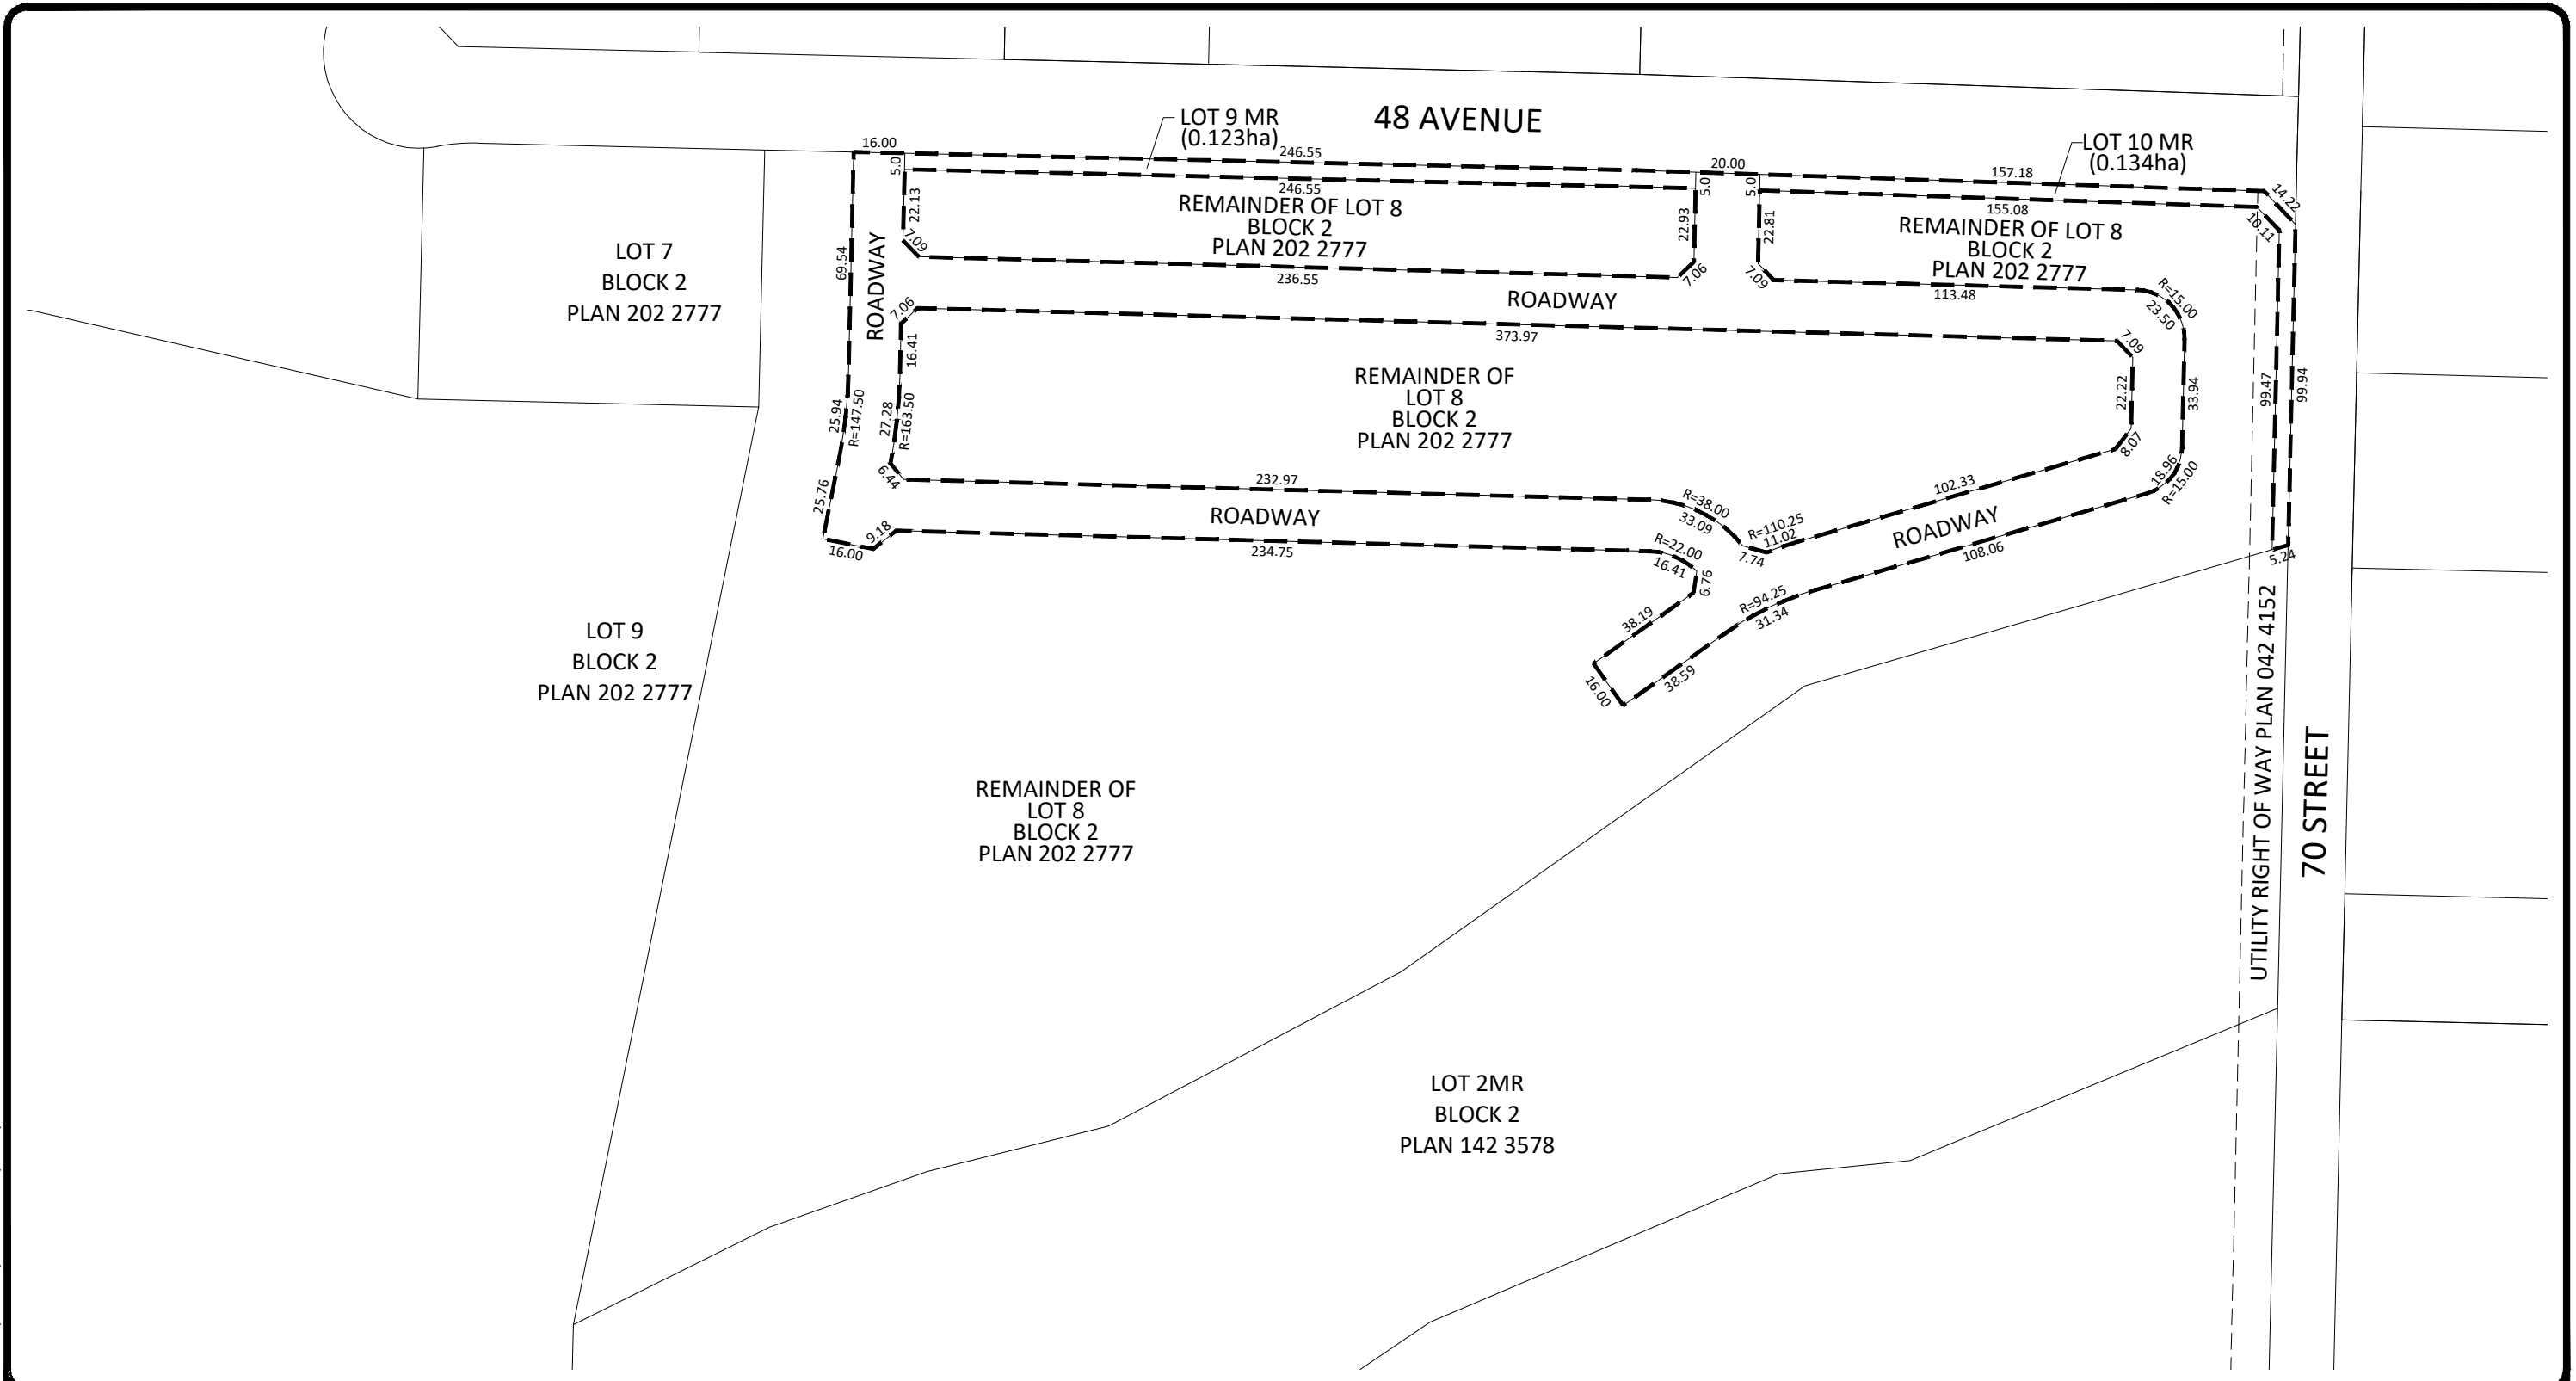 48 AVENUE
LOT 9 MR
(0.123ha)
LOT 10 MR
(0.134ha)
16.00
246.55
20.00
157.18
14.22
5.0
246.55
5.0
5.0
155.08
10.11
REMAINDER OF LOT 8
BLOCK 2
PLAN 202 2777
22.13
22.93
22.81
REMAINDER OF LOT 8
BLOCK 2
PLAN 202 2777
LOT 7
BLOCK 2
PLAN 202 2777
69.54
ROADWAY
7.09
236.55
7.06
7.09
113.48
R=15.00
23.50
ROADWAY
7.06
373.97
7.09
16.41
REMAINDER OF
LOT 8
BLOCK 2
PLAN 202 2777
22.22
33.94
99.47
99.94
25.94
R=147.50
27.28
R=163.50
8.07
6.44
232.97
102.33
18.96
R=15.00
25.76
ROADWAY
R=38.00
33.09
R=110.25
11.02
ROADWAY
9.18
16.00
234.75
R=22.00
16.41
7.74
108.06
5.24
6.76
R=94.25
31.34
38.19
38.59
16.00
LOT 9
BLOCK 2
PLAN 202 2777
UTILITY RIGHT OF WAY PLAN 042 4152
70 STREET
REMAINDER OF
LOT 8
BLOCK 2
PLAN 202 2777
LOT 2MR
BLOCK 2
PLAN 142 3578